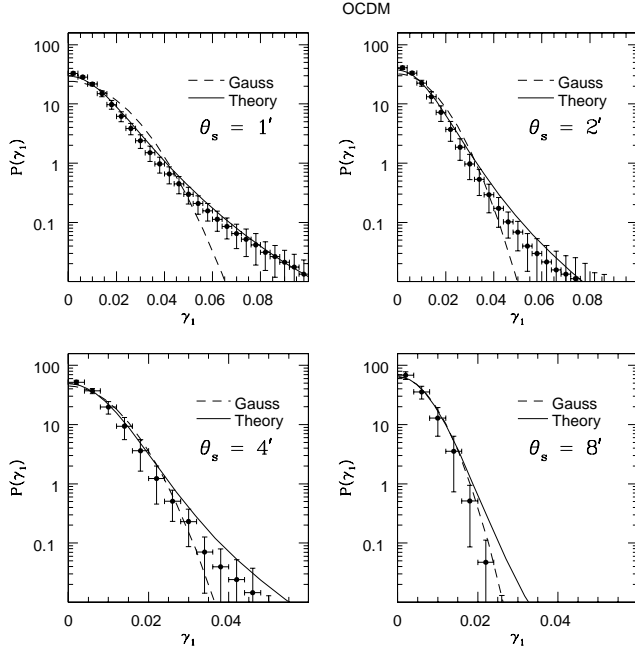 OCDM
100
10
1
0.1
P(γ₁)
Gauss
Theory
θₛ = 1′
0 0.02 0.04 0.06 0.08
γ₁
100
10
1
0.1
P(γ₁)
Gauss
Theory
θₛ = 2′
0 0.02 0.04 0.06 0.08
γ₁
100
10
1
0.1
P(γ₁)
Gauss
Theory
θₛ = 4′
0 0.02 0.04
γ₁
100
10
1
0.1
P(γ₁)
Gauss
Theory
θₛ = 8′
0 0.02 0.04
γ₁